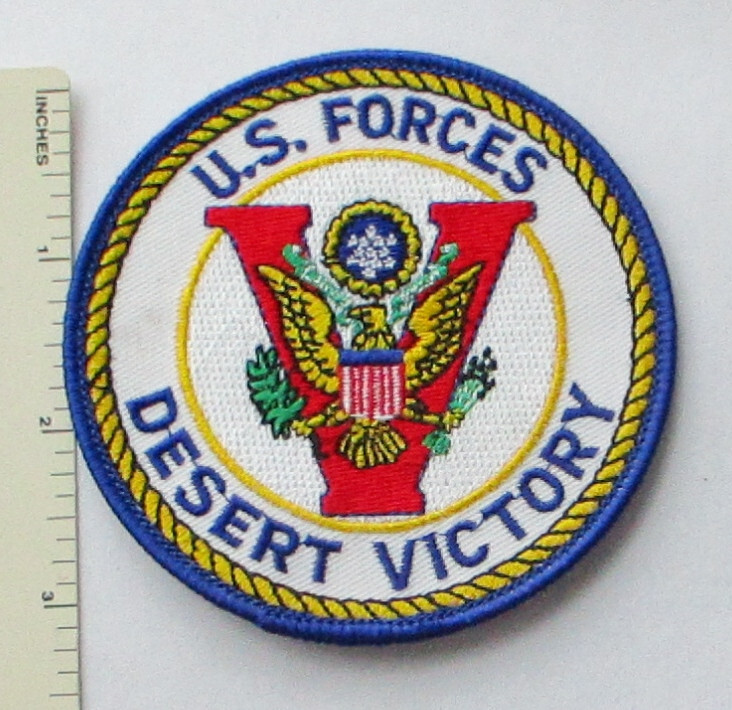 INCHES
1
2
3
U.S. FORCES
V
DESERT VICTORY